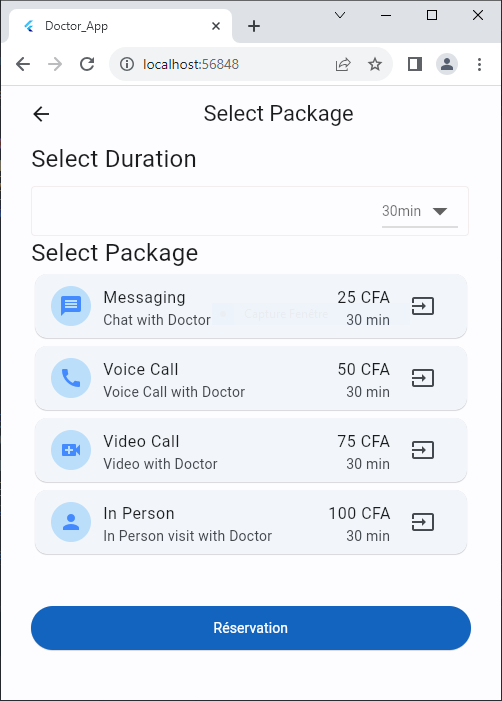 Doctor_App
localhost:56848
Select Package
Select Duration
30min
Select Package
Messaging 25 CFA
Chat with Doctor 30 min
Capture Fenêtre
Voice Call 50 CFA
Voice Call with Doctor 30 min
Video Call 75 CFA
Video with Doctor 30 min
In Person 100 CFA
In Person visit with Doctor 30 min
Réservation